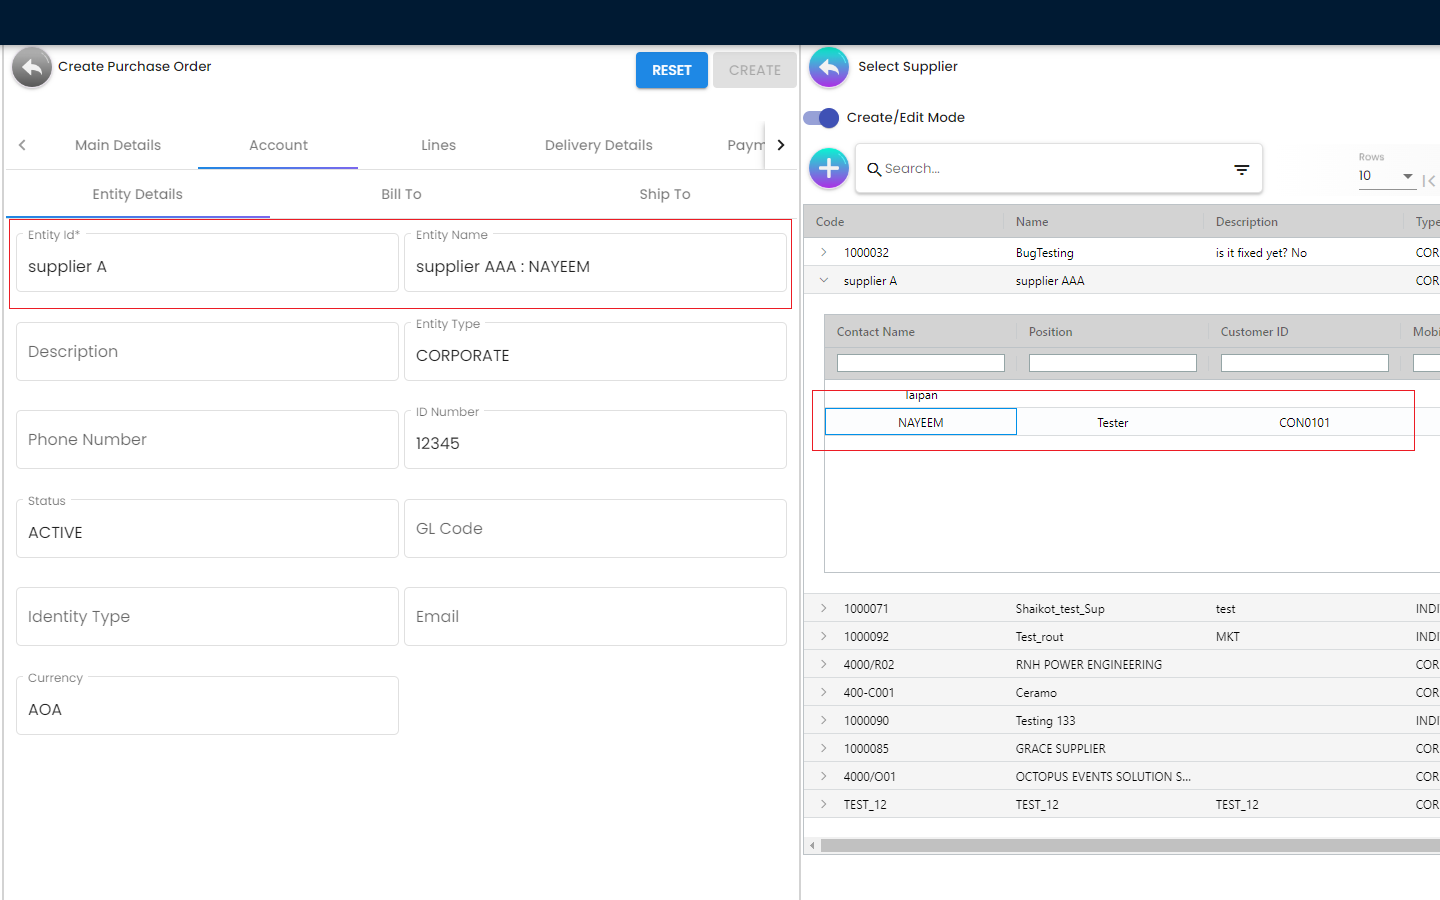 Create Purchase Order
RESET
CREATE
Main Details
Account
Lines
Delivery Details
Entity Details
Bill To
Ship To
Entity Id*
supplier A
Entity Name
supplier AAA : NAYEEM
Description
Entity Type
CORPORATE
Phone Number
ID Number
12345
Status
ACTIVE
GL Code
Identity Type
Email
Currency
AOA
Select Supplier
Create/Edit Mode
Search...
Rows
10
Code Name Description Type
1000032 BugTesting is it fixed yet? No COR
supplier A supplier AAA COR
Contact Name Position Customer ID Mobi
Taipan
NAYEEM Tester CON0101
1000071 Shaikot_test_Sup test INDI
1000092 Test_rout MKT INDI
4000/R02 RNH POWER ENGINEERING COR
400-C001 Ceramo COR
1000090 Testing 133 INDI
1000085 GRACE SUPPLIER COR
4000/O01 OCTOPUS EVENTS SOLUTION S... COR
TEST_12 TEST_12 TEST_12 COR